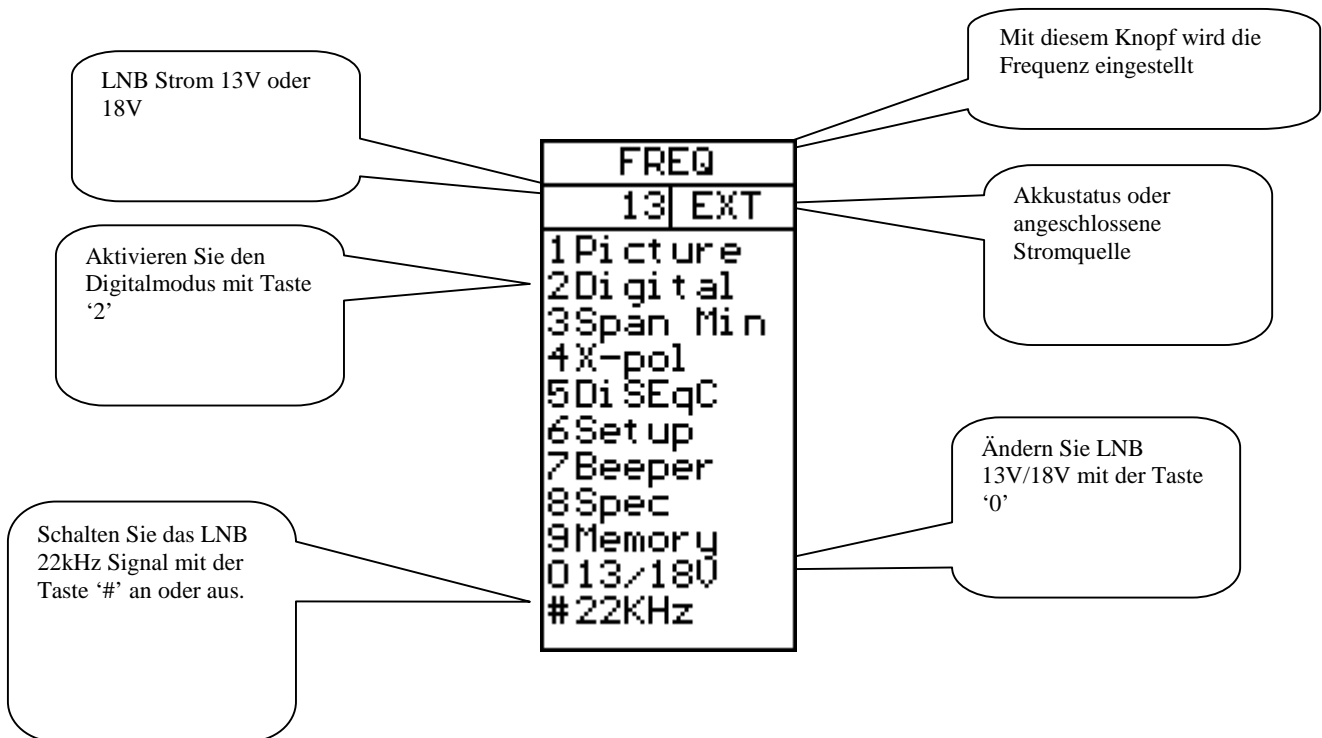 Mit diesem Knopf wird die
Frequenz eingestellt
LNB Strom 13V oder
18V
FREQ
13 EXT
Akkustatus oder
angeschlossene
Stromquelle
Aktivieren Sie den
Digitalmodus mit Taste
‘2’
1Picture
2Digital
3Span Min
4X-pol
5DiSEqC
6Setup
7Beeper
8Spec
9Memory
013/18V
#22KHz
Ändern Sie LNB
13V/18V mit der Taste
‘0’
Schalten Sie das LNB
22kHz Signal mit der
Taste ‘#’ an oder aus.